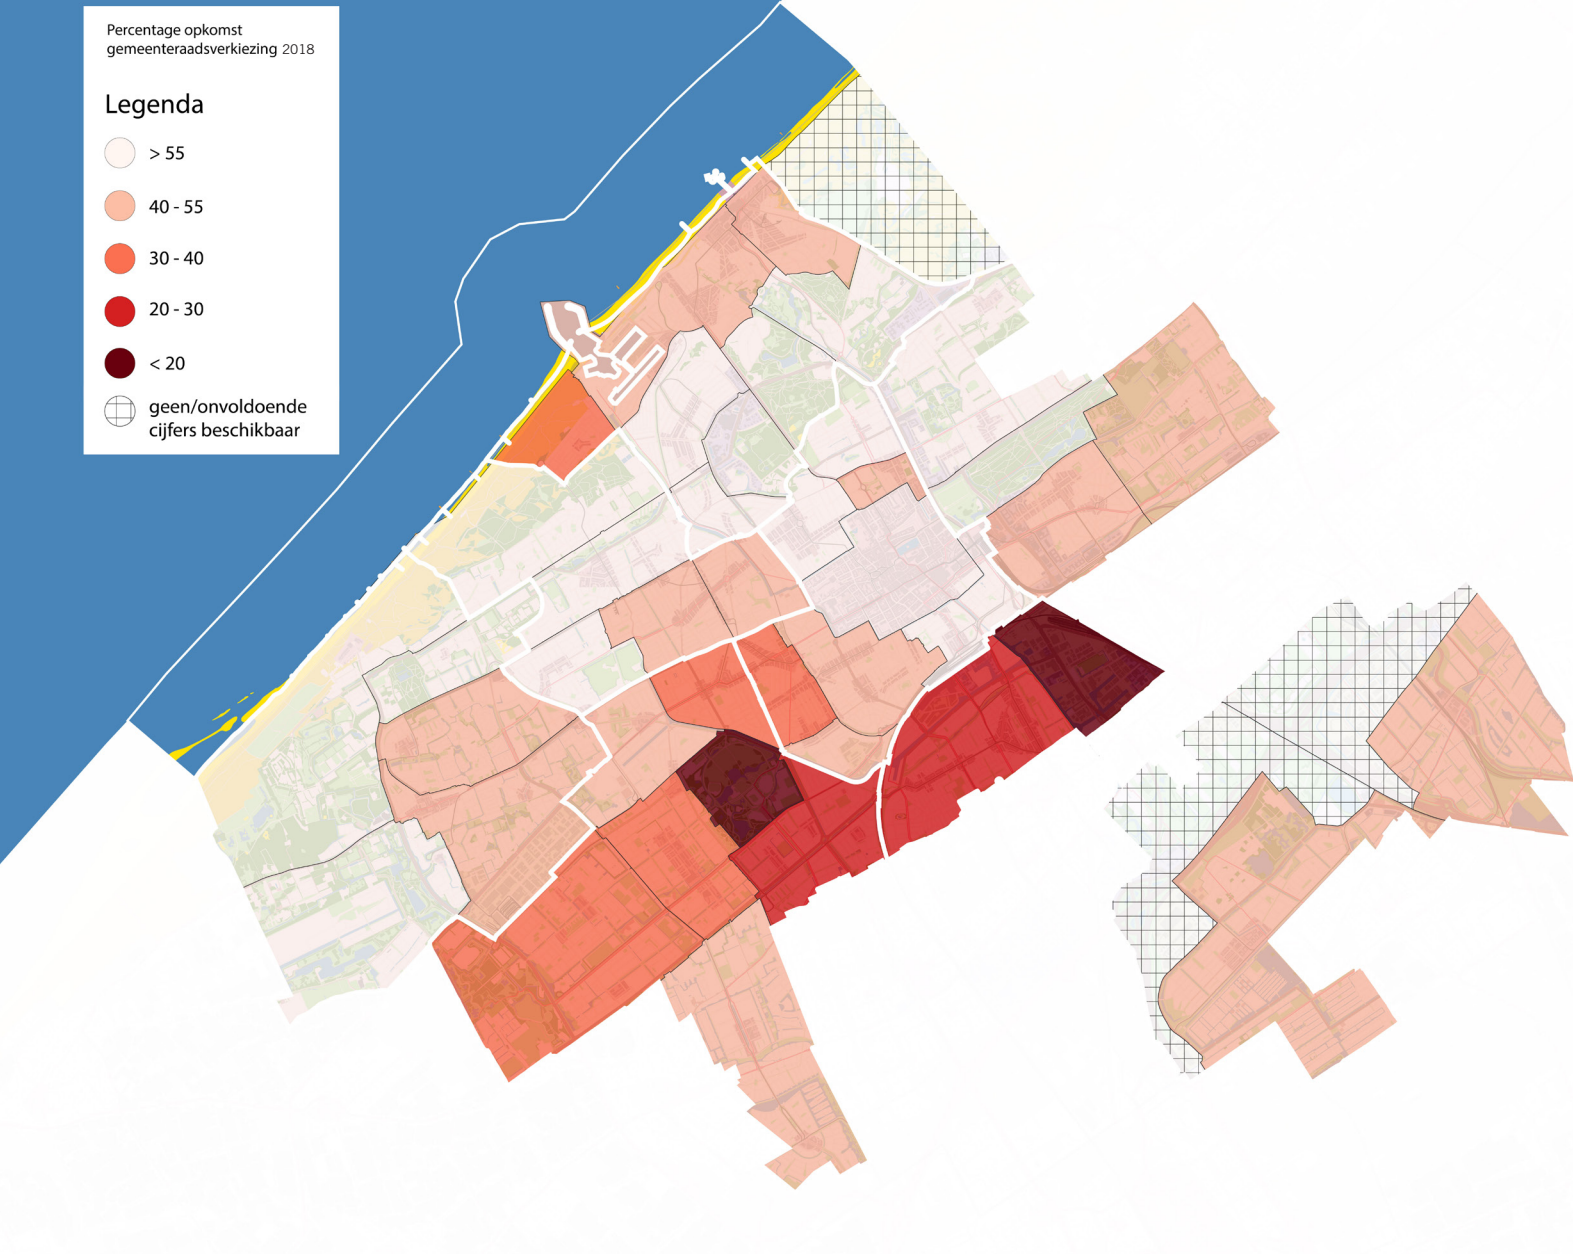 Percentage opkomst
gemeenteraadsverkiezing 2018
Legenda
> 55
40 - 55
30 - 40
20 - 30
< 20
geen/onvoldoende
cijfers beschikbaar